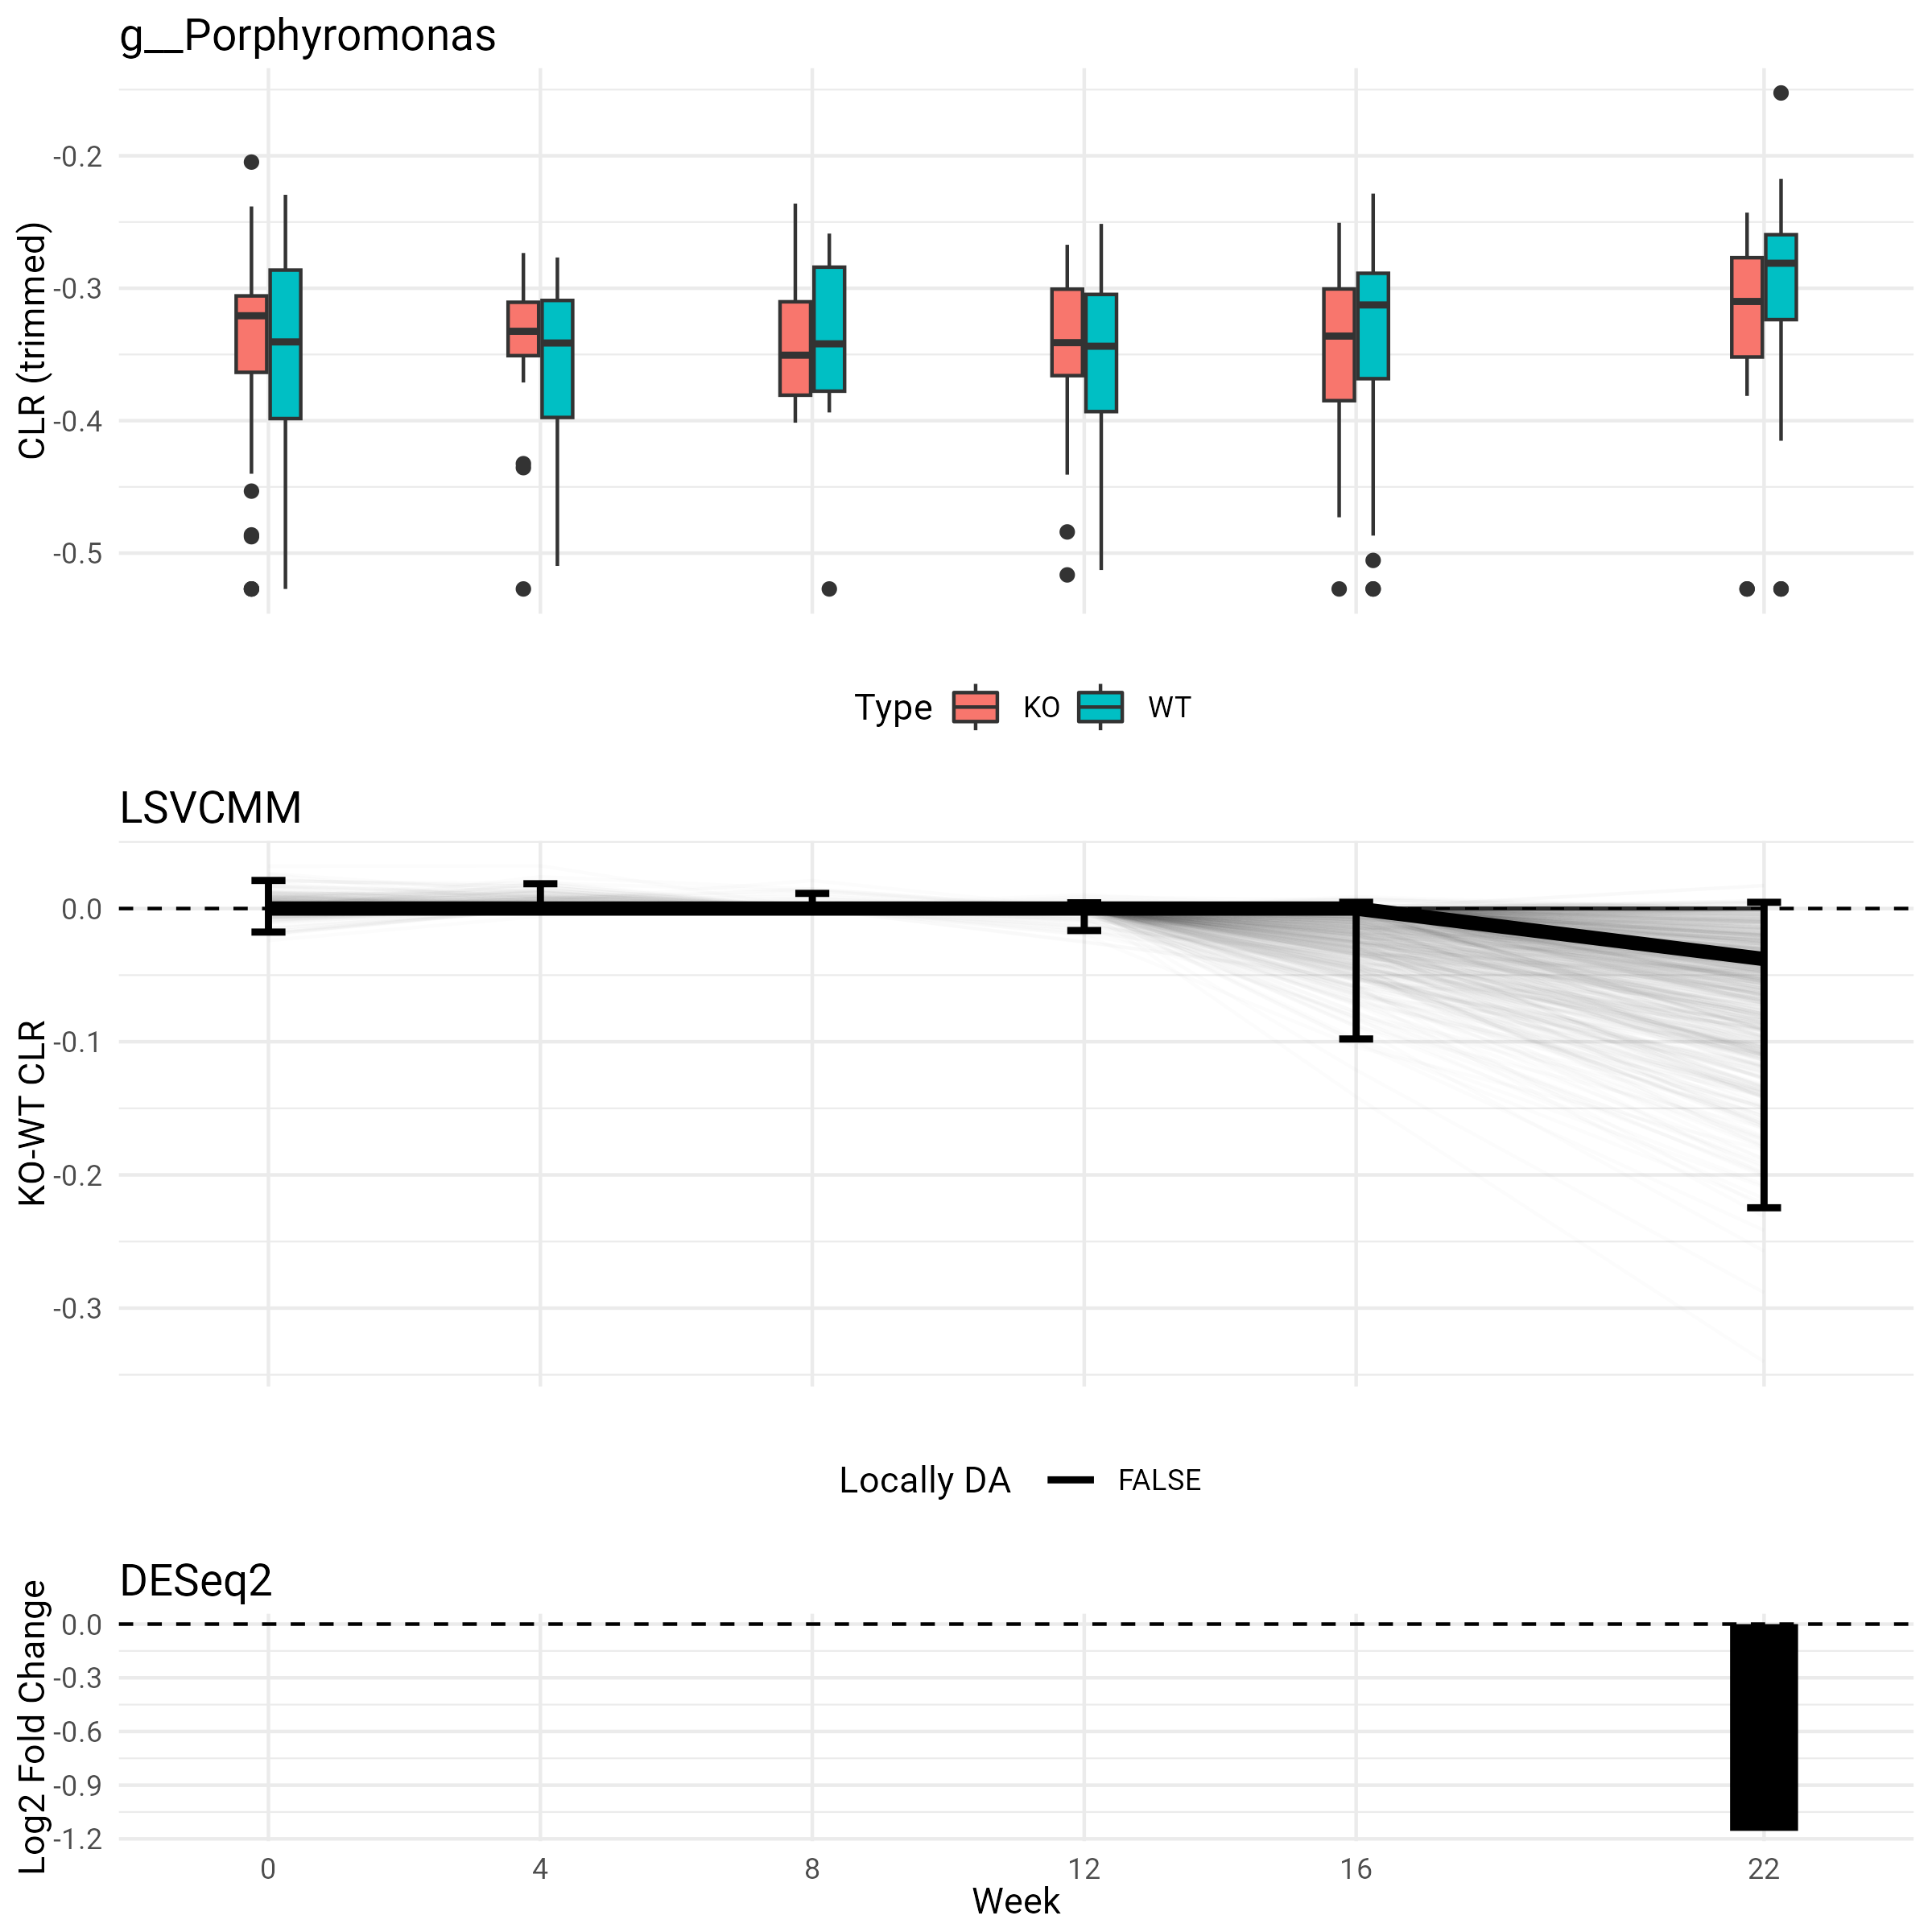 g__Porphyromonas
CLR (trimmed)
-0.2
-0.3
-0.4
-0.5
Type KO WT
LSVCMM
KO-WT CLR
0.0
-0.1
-0.2
-0.3
Locally DA FALSE
DESeq2
Log2 Fold Change
0.0
-0.3
-0.6
-0.9
-1.2
0 4 8 12 16 22
Week